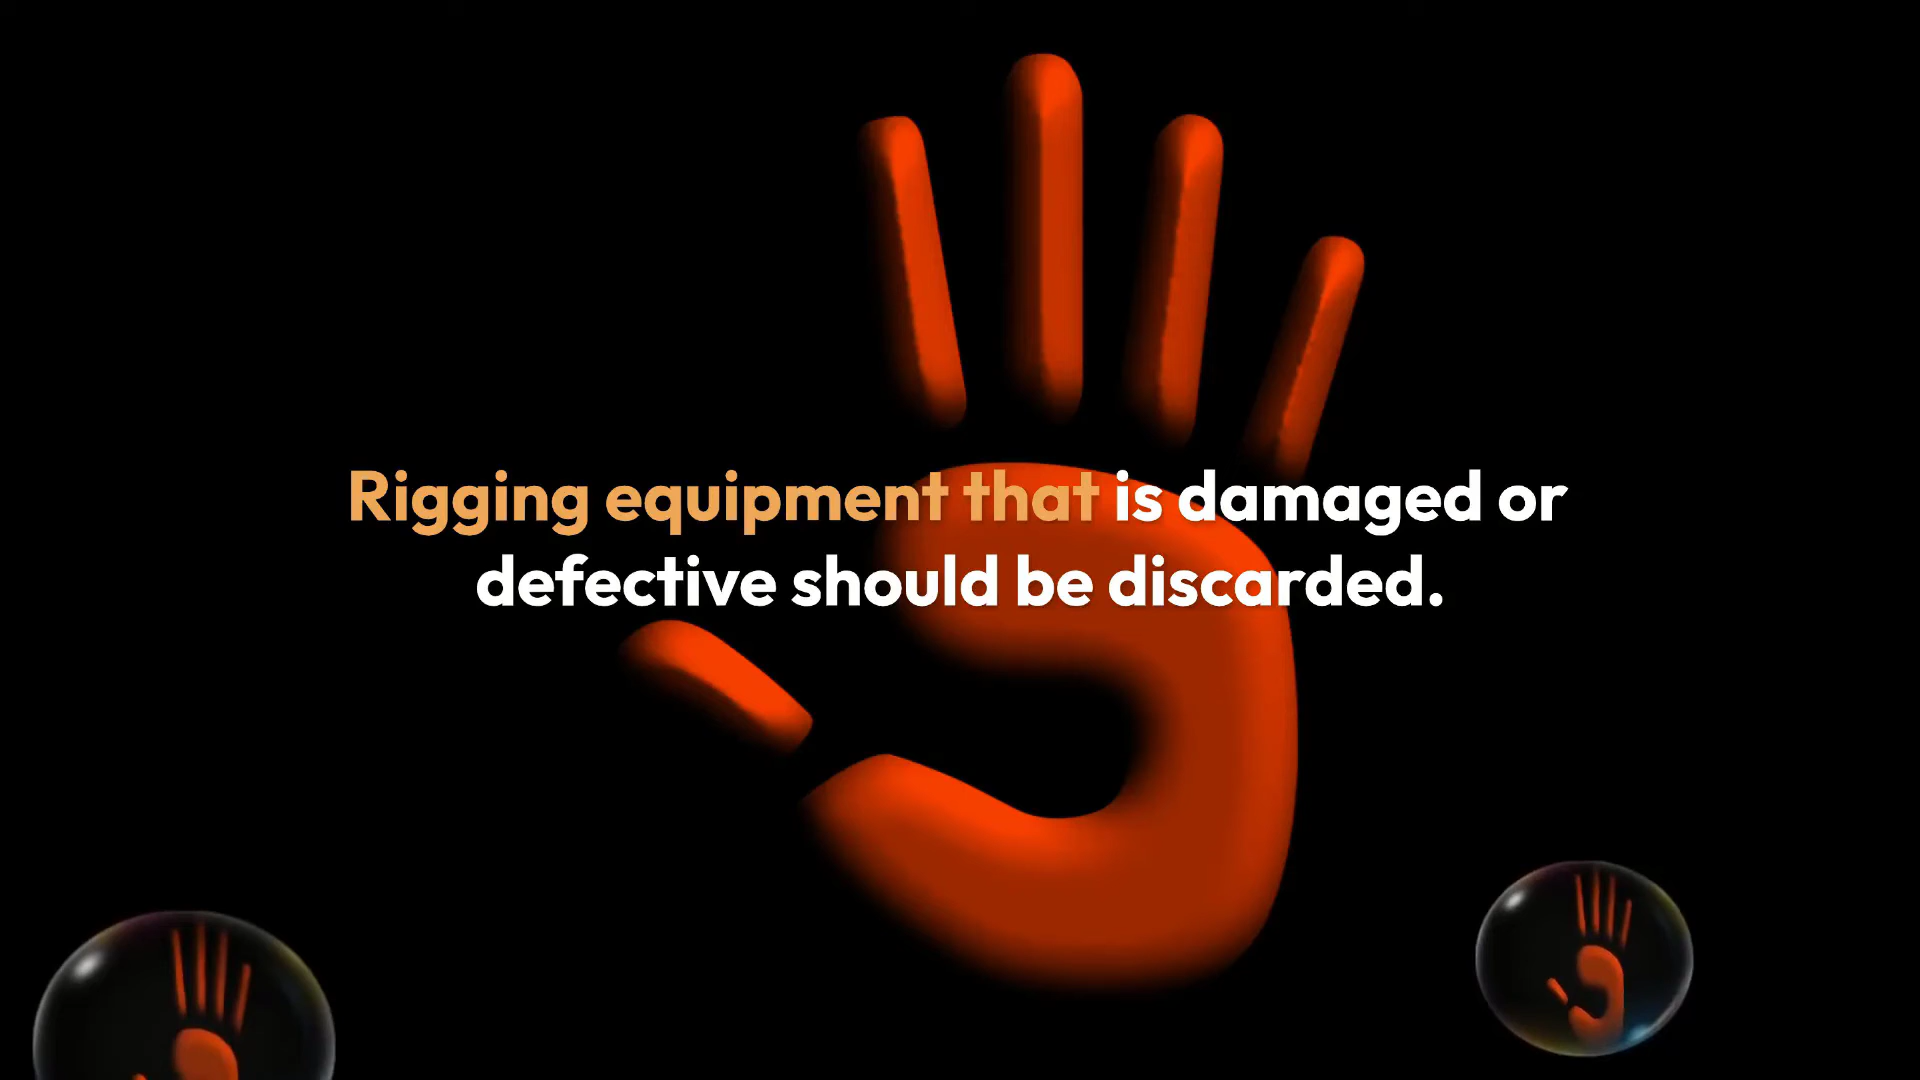 Rigging equipment that is damaged or
defective should be discarded.